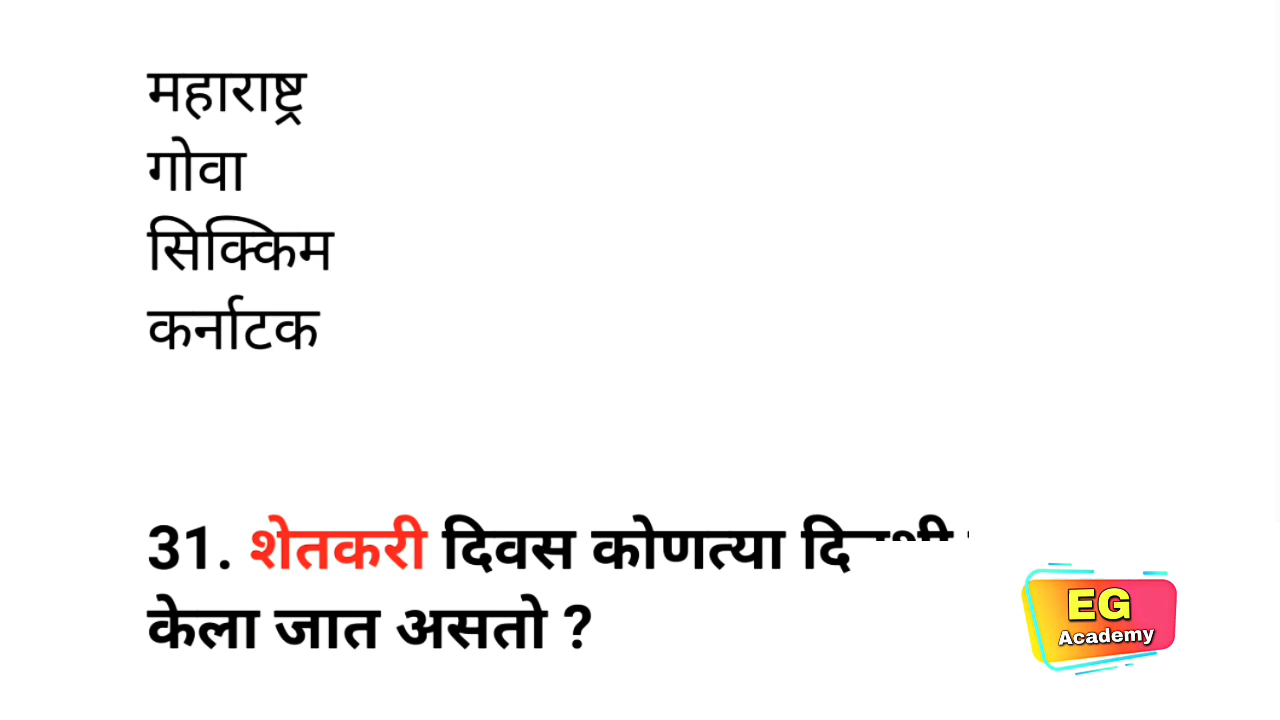 महाराष्ट्र
गोवा
सिक्किम
कर्नाटक
31. शेतकरी दिवस कोणत्या
केला जात असतो ?
EG
Academy